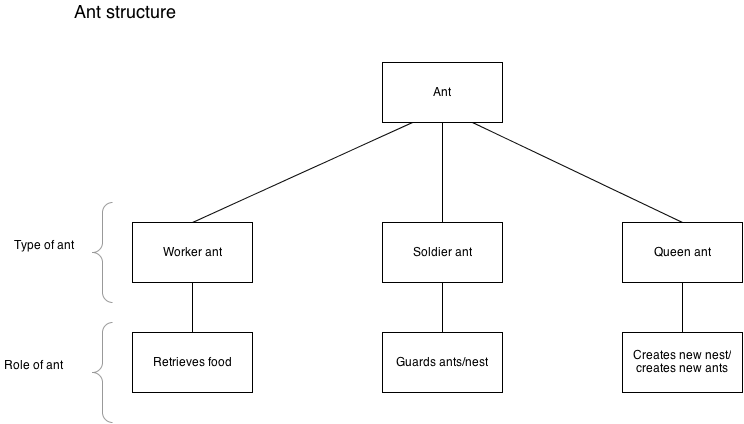 Ant structure
Ant
Type of ant
Worker ant
Soldier ant
Queen ant
Role of ant
Retrieves food
Guards ants/nest
Creates new nest/
creates new ants